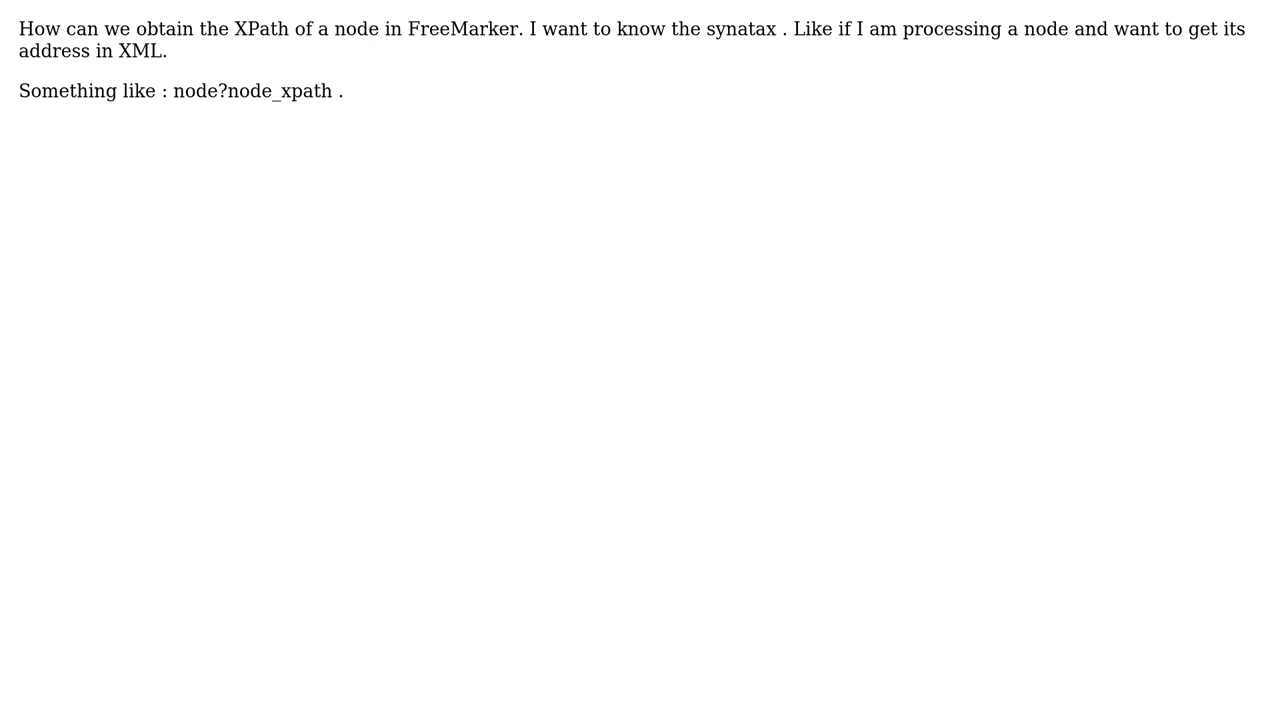 How can we obtain the XPath of a node in FreeMarker. I want to know the synatax . Like if I am processing a node and want to get its
address in XML.
Something like : node?node_xpath .